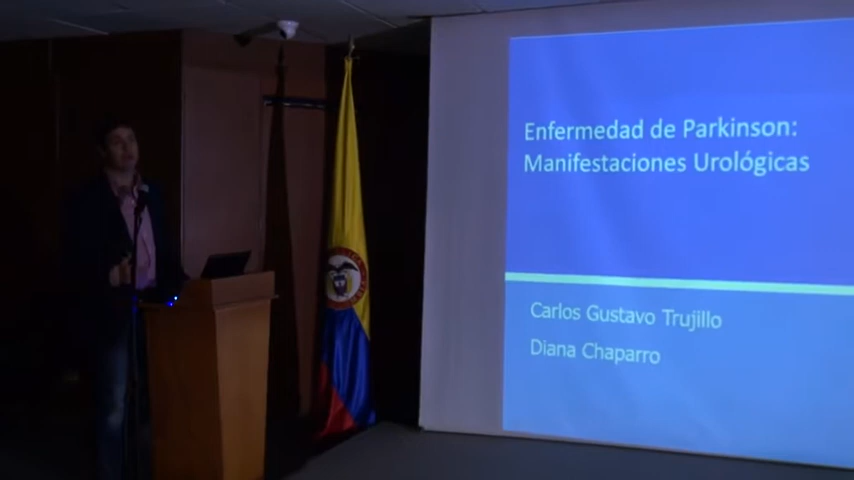 Enfermedad de Parkinson:
Manifestaciones Urológicas
Carlos Gustavo Trujillo
Diana Chaparro